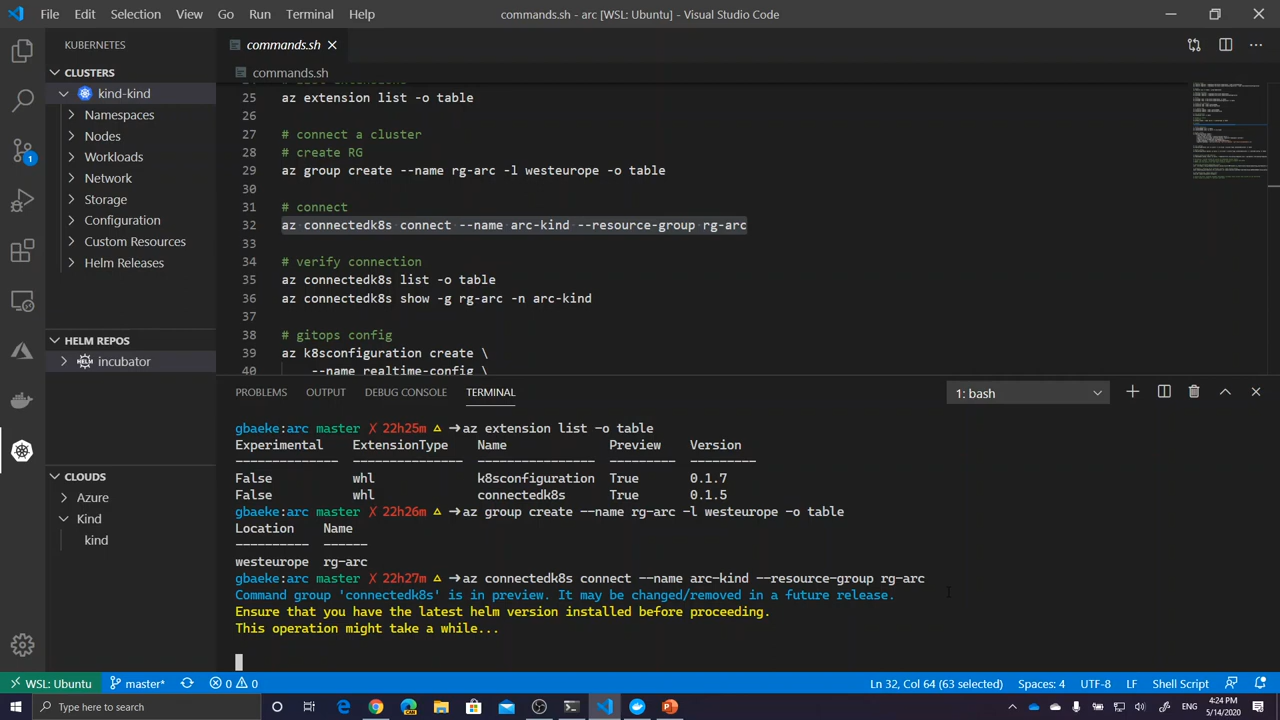 File Edit Selection View Go Run Terminal Help
commands.sh - arc [WSL: Ubuntu] - Visual Studio Code
KUBERNETES
CLUSTERS
kind-kind
Namespaces
Nodes
Workloads
Network
Storage
Configuration
Custom Resources
Helm Releases
HELM REPOS
HELM incubator
CLOUDS
Azure
Kind
kind
1
commands.sh
commands.sh
25 az extension list -o table
26
27 # connect a cluster
28 # create RG
29 az group create --name rg-arc -l westeurope -o table
30
31 # connect
32 az connectedk8s connect --name arc-kind --resource-group rg-arc
33
34 # verify connection
35 az connectedk8s list -o table
36 az connectedk8s show -g rg-arc -n arc-kind
37
38 # gitops config
39 az k8sconfiguration create \
40 --name realtime-config \
PROBLEMS OUTPUT DEBUG CONSOLE TERMINAL
1: bash
gbaeke:arc master ✗ 22h25m △ ➜az extension list -o table
Experimental ExtensionType Name Preview Version
-------------- --------------- ---------------- --------- ---------
False whl k8sconfiguration True 0.1.7
False whl connectedk8s True 0.1.5
gbaeke:arc master ✗ 22h26m △ ➜az group create --name rg-arc -l westeurope -o table
Location Name
---------- ------
westeurope rg-arc
gbaeke:arc master ✗ 22h27m △ ➜az connectedk8s connect --name arc-kind --resource-group rg-arc
Command group 'connectedk8s' is in preview. It may be changed/removed in a future release.
Ensure that you have the latest helm version installed before proceeding.
This operation might take a while...
WSL: Ubuntu master* 0 0 Ln 32, Col 64 (63 selected) Spaces: 4 UTF-8 LF Shell Script
Type here to search
ENG
4:24 PM
5/14/2020